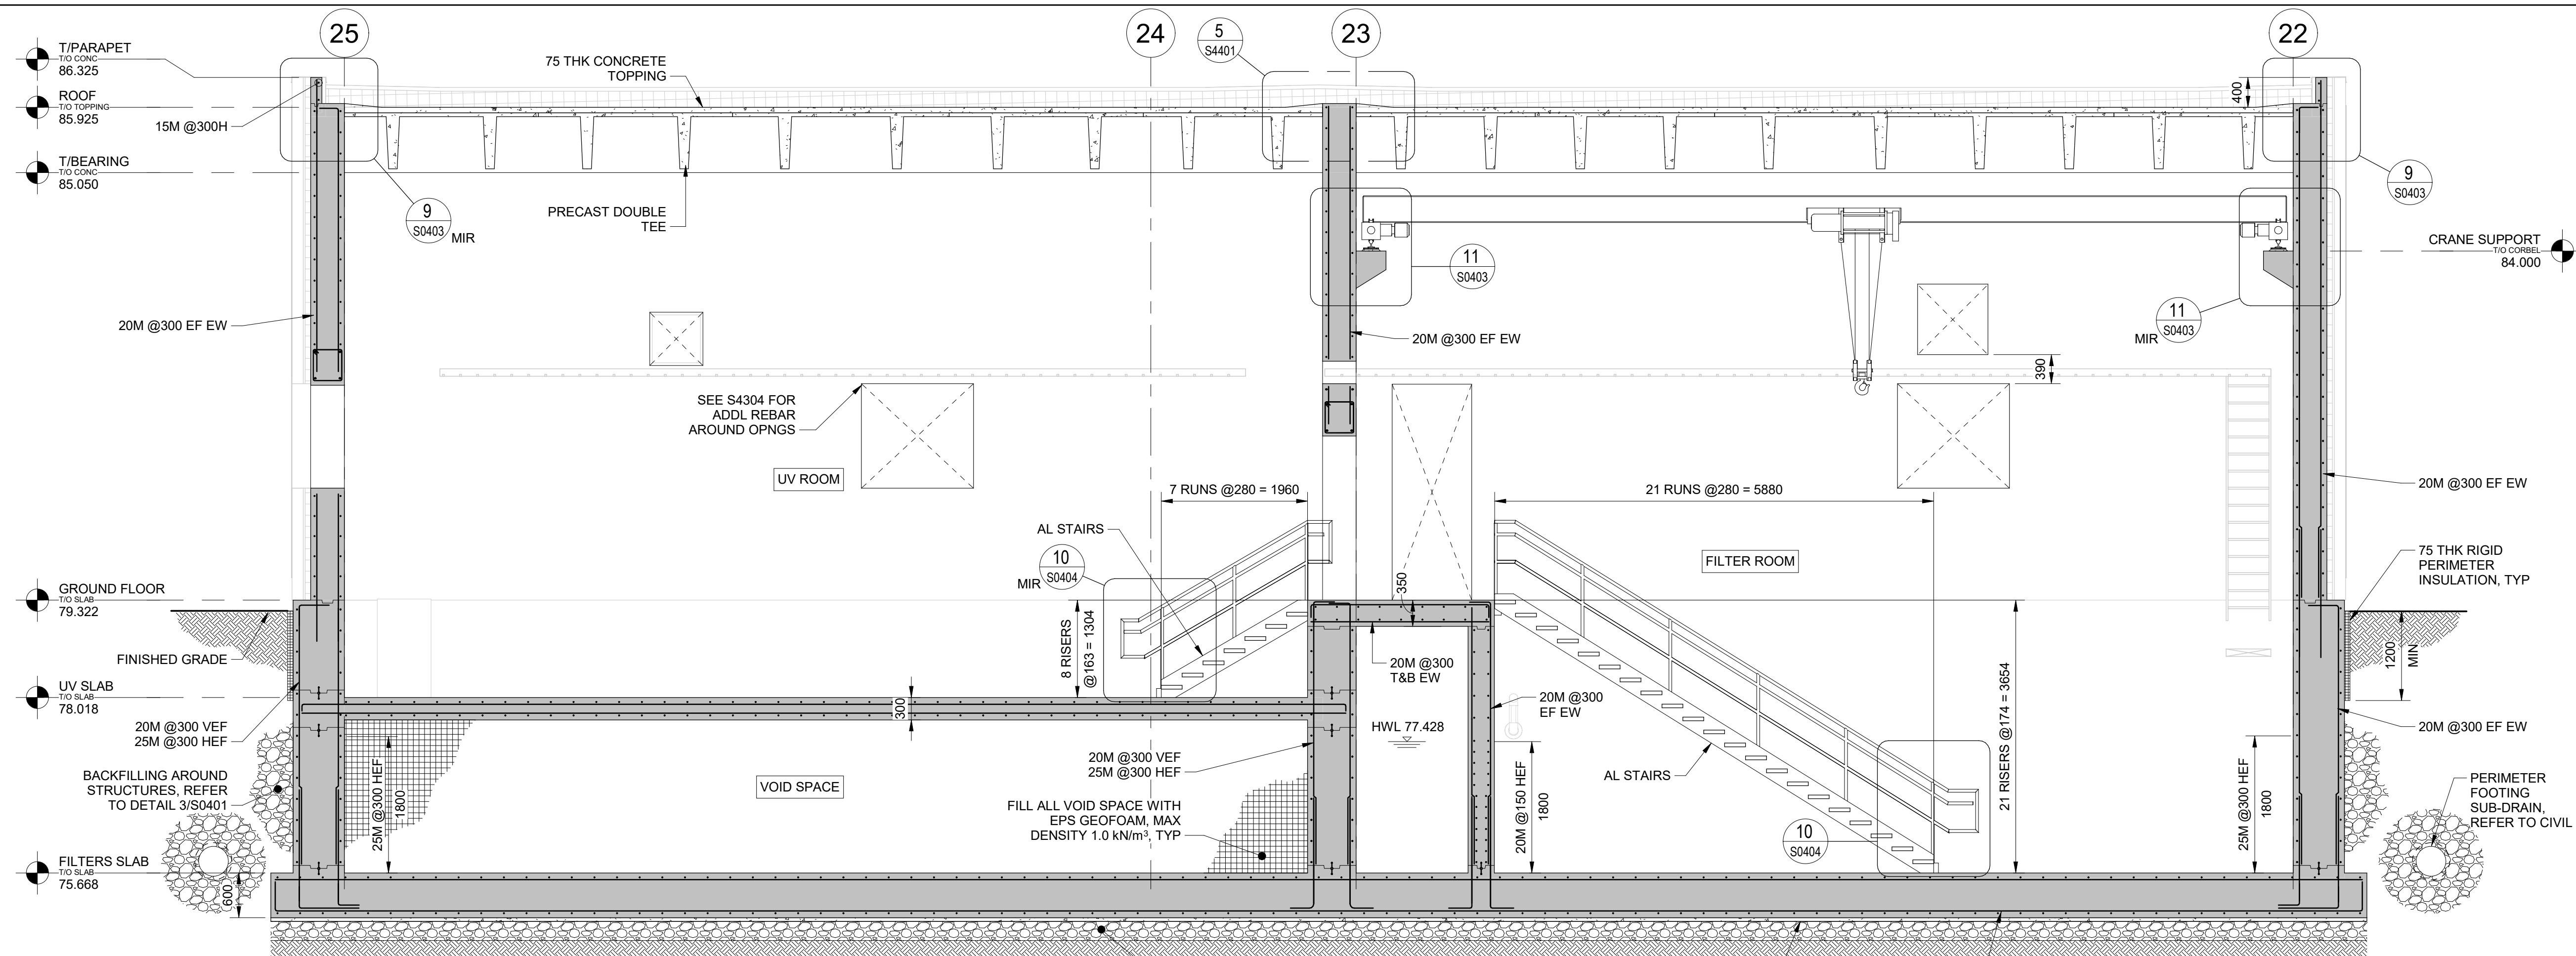 25
24
23
22
5
S4401
T/PARAPET
T/O CONC
86.325
ROOF
T/O TOPPING
85.925
T/BEARING
T/O CONC
85.050
75 THK CONCRETE
TOPPING
15M @300H
400
9
S0403
MIR
PRECAST DOUBLE
TEE
9
S0403
CRANE SUPPORT
T/O CORBEL
84.000
11
S0403
11
S0403
MIR
20M @300 EF EW
20M @300 EF EW
390
SEE S4304 FOR
ADDL REBAR
AROUND OPNGS
UV ROOM
7 RUNS @280 = 1960
21 RUNS @280 = 5880
20M @300 EF EW
AL STAIRS
10
S0404
MIR
FILTER ROOM
75 THK RIGID
PERIMETER
INSULATION, TYP
GROUND FLOOR
T/O SLAB
79.322
350
8 RISERS
@163 = 1304
FINISHED GRADE
20M @300
T&B EW
1200
MIN
UV SLAB
T/O SLAB
78.018
300
20M @300
EF EW
21 RISERS @174 = 3654
20M @300 VEF
25M @300 HEF
HWL 77.428
20M @300 EF EW
BACKFILLING AROUND
STRUCTURES, REFER
TO DETAIL 3/S0401
25M @300 HEF
1800
VOID SPACE
20M @300 VEF
25M @300 HEF
AL STAIRS
FILL ALL VOID SPACE WITH
EPS GEOFOAM, MAX
DENSITY 1.0 kN/m³, TYP
20M @150 HEF
1800
10
S0404
25M @300 HEF
1800
PERIMETER
FOOTING
SUB-DRAIN,
REFER TO CIVIL
FILTERS SLAB
T/O SLAB
75.668
600